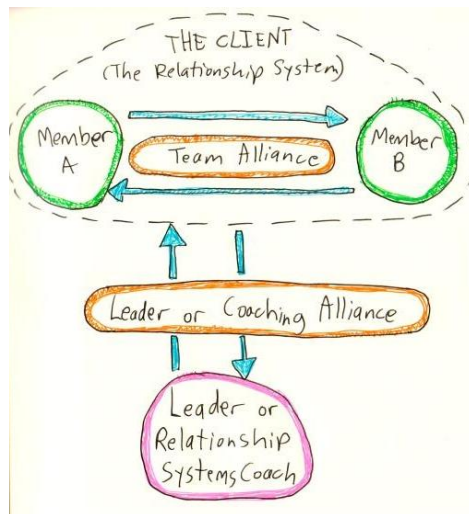 THE CLIENT
(The Relationship System)
Member
A
Team Alliance
Member
B
Leader or Coaching Alliance
Leader or
Relationship
Systems Coach